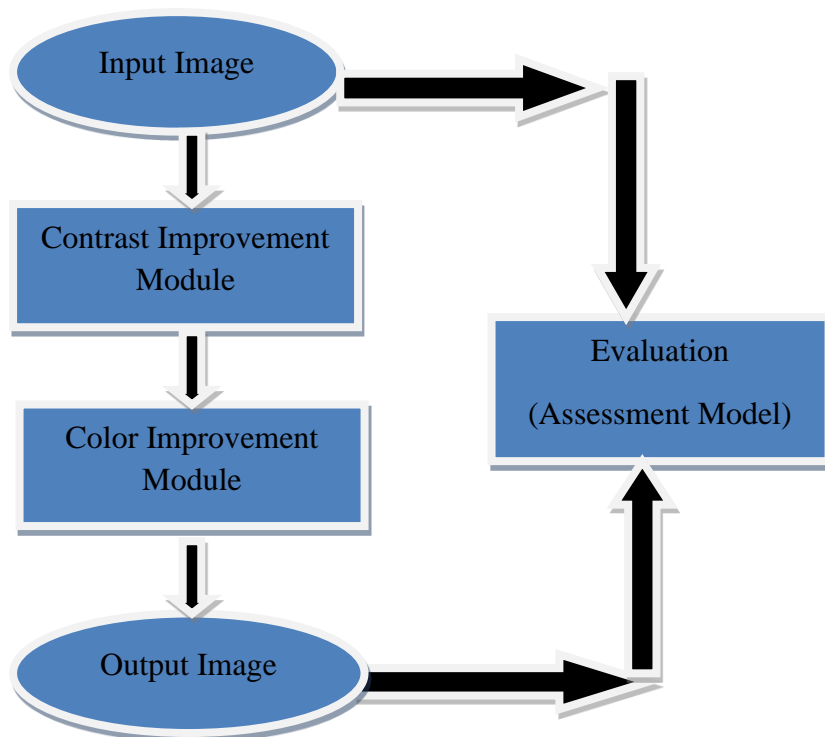 Input Image
Contrast Improvement
Module
Color Improvement
Module
Output Image
Evaluation
(Assessment Model)